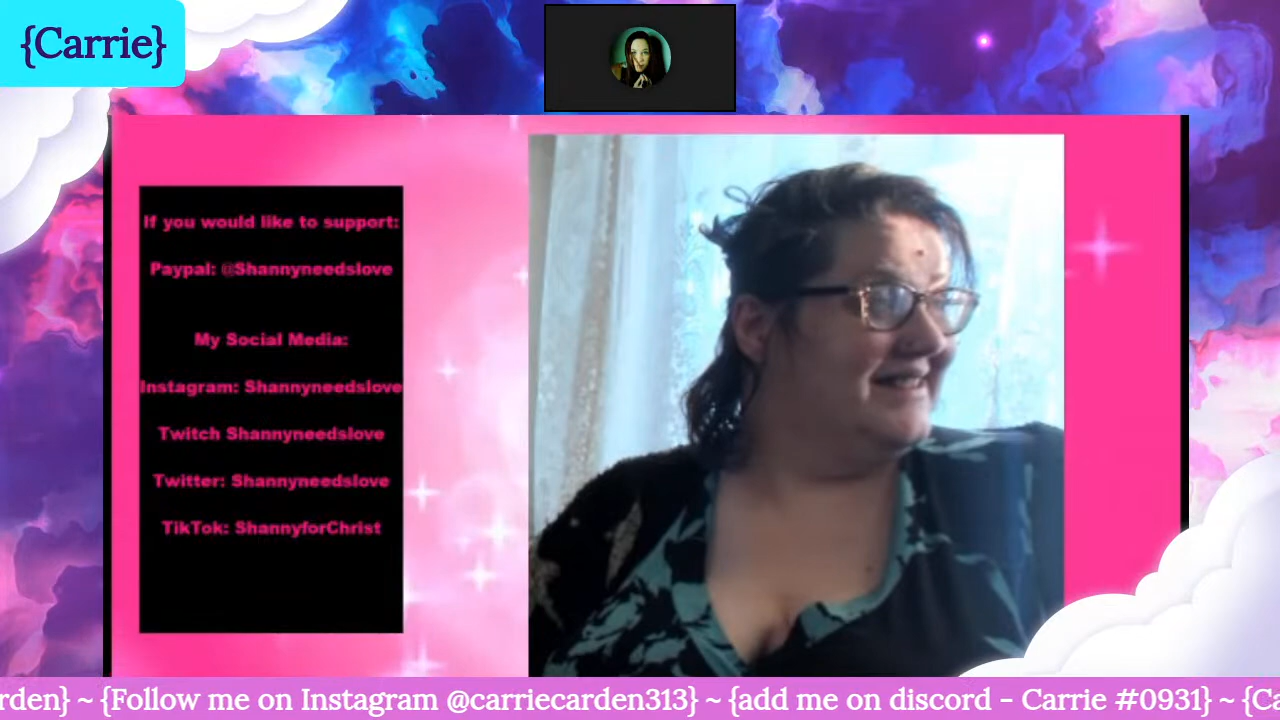 {Carrie}
If you would like to support:
Paypal: @Shannyneedslove
My Social Media:
Instagram: Shannyneedslove
Twitch Shannyneedslove
Twitter: Shannyneedslove
TikTok: ShannyforChrist
rden} ~ {Follow me on Instagram @carriecarden313} ~ {add me on discord - Carrie #0931} ~ {Ca